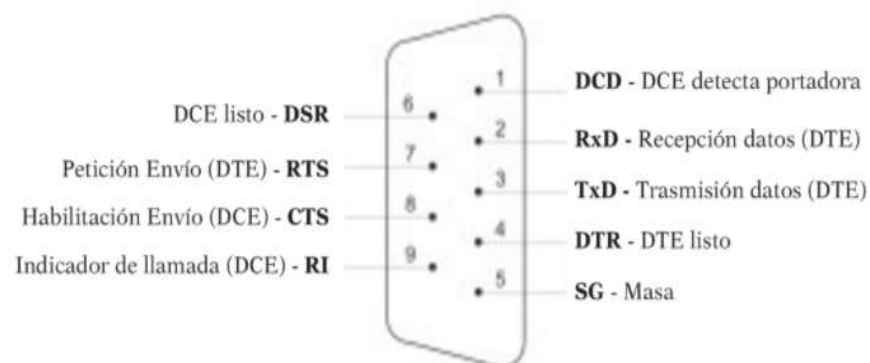 DCE listo - DSR
Petición Envío (DTE) - RTS
Habilitación Envío (DCE) - CTS
Indicador de llamada (DCE) - RI
6
7
8
9
1
2
3
4
5
DCD - DCE detecta portadora
RxD - Recepción datos (DTE)
TxD - Trasmisión datos (DTE)
DTR - DTE listo
SG - Masa